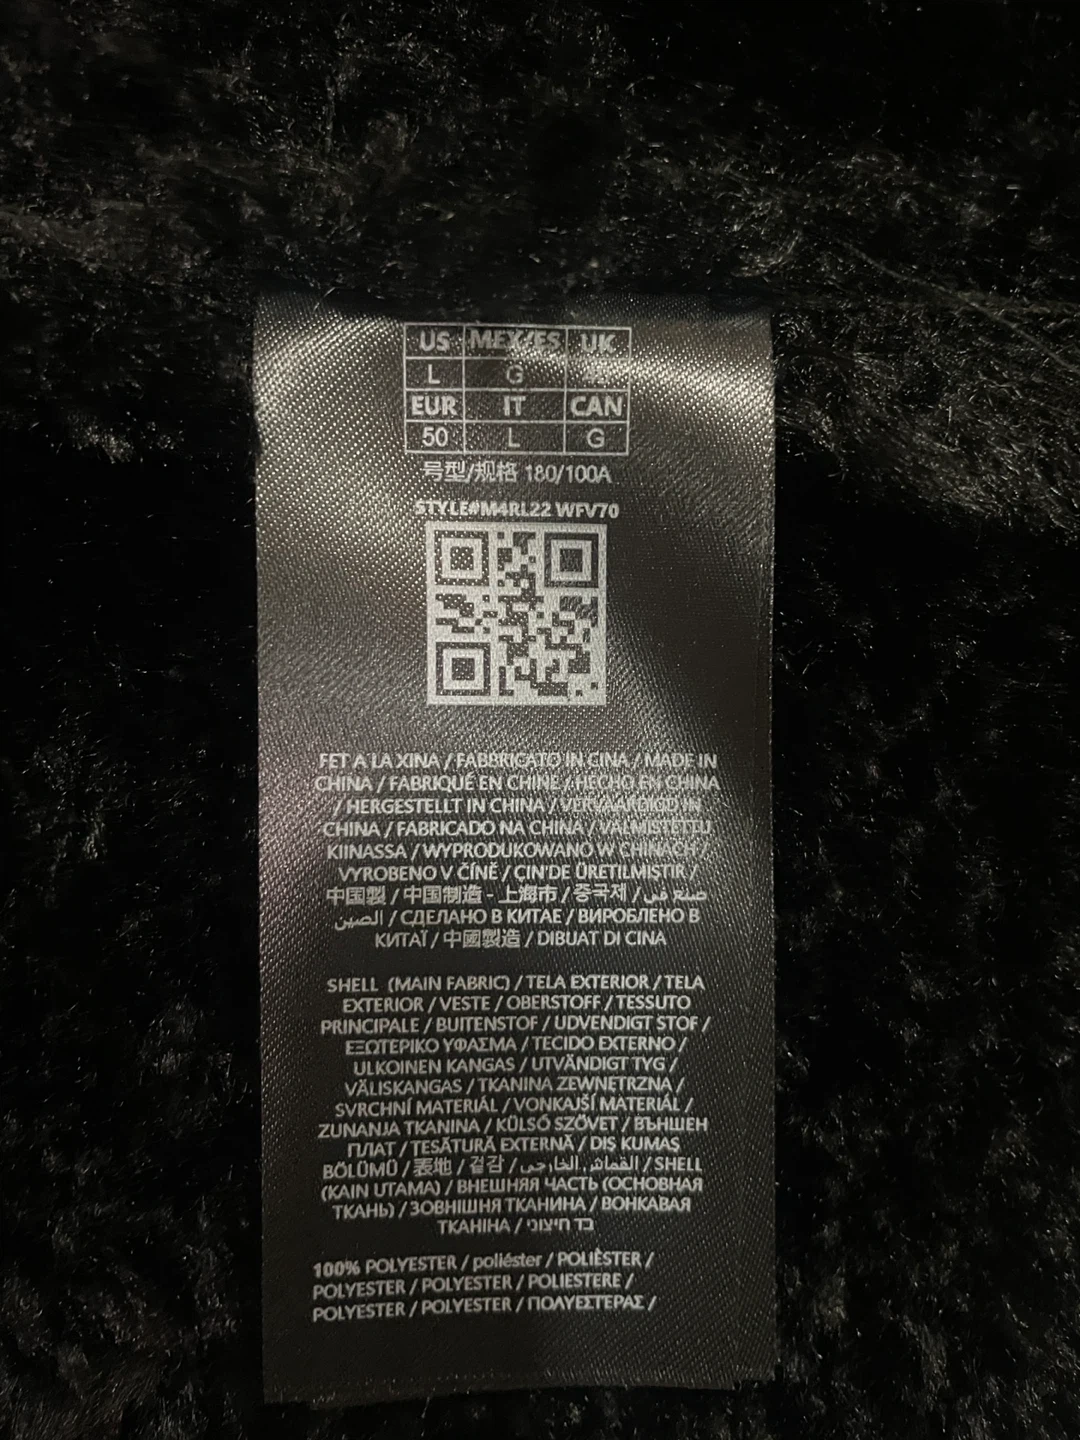 US MEX/ES UK
L G
EUR IT CAN
50 L G
号型/规格 180/100A
STYLE#M4RL22 WFV70
FET A LA XINA / FABBRICATO IN CINA / MADE IN
CHINA / FABRIQUÉ EN CHINE / HECHO EN CHINA
/ HERGESTELLT IN CHINA / VERVAARDIGD IN
CHINA / FABRICADO NA CHINA / VALMISTETTU
KIINASSA / WYPRODUKOWANO W CHINACH /
VYROBENO V ČÍNĚ / ÇIN'DE ÜRETILMISTIR /
中国製 / 中国制造 - 上海市 / 중국제 / صنع في
الصين / СДЕЛАНО В КИТАЕ / ВИРОБЛЕНО В
КИТАЇ / 中國製造 / DIBUAT DI CINA
SHELL (MAIN FABRIC) / TELA EXTERIOR / TELA
EXTERIOR / VESTE / OBERSTOFF / TESSUTO
PRINCIPALE / BUITENSTOF / UDVENDIGT STOF /
ΕΞΩΤΕΡΙΚΟ ΥΦΑΣΜΑ / TECIDO EXTERNO /
ULKOINEN KANGAS / UTVÄNDIGT TYG /
VÄLISKANGAS / TKANINA ZEWNĘTRZNA /
SVRCHNÍ MATERIÁL / VONKAJŠÍ MATERIÁL /
ZUNANJA TKANINA / KÜLSŐ SZÖVET / ВЪНШЕН
ПЛАТ / ȚESĂTURĂ EXTERNĂ / DIS KUMAS
BÖLÜMÜ / 表地 / 겉감 / القماش الخارجي / SHELL
(KAIN UTAMA) / ВНЕШНЯЯ ЧАСТЬ (ОСНОВНАЯ
ТКАНЬ) / ЗОВНІШНЯ ТКАНИНА / ВОНКАВАЯ
ТКАНІНА / בד חיצוני
100% POLYESTER / poliéster / POLIÈSTER /
POLYESTER / POLYESTER / POLIESTERE /
POLYESTER / POLYESTER / ΠΟΛΥΕΣΤΕΡΑΣ /